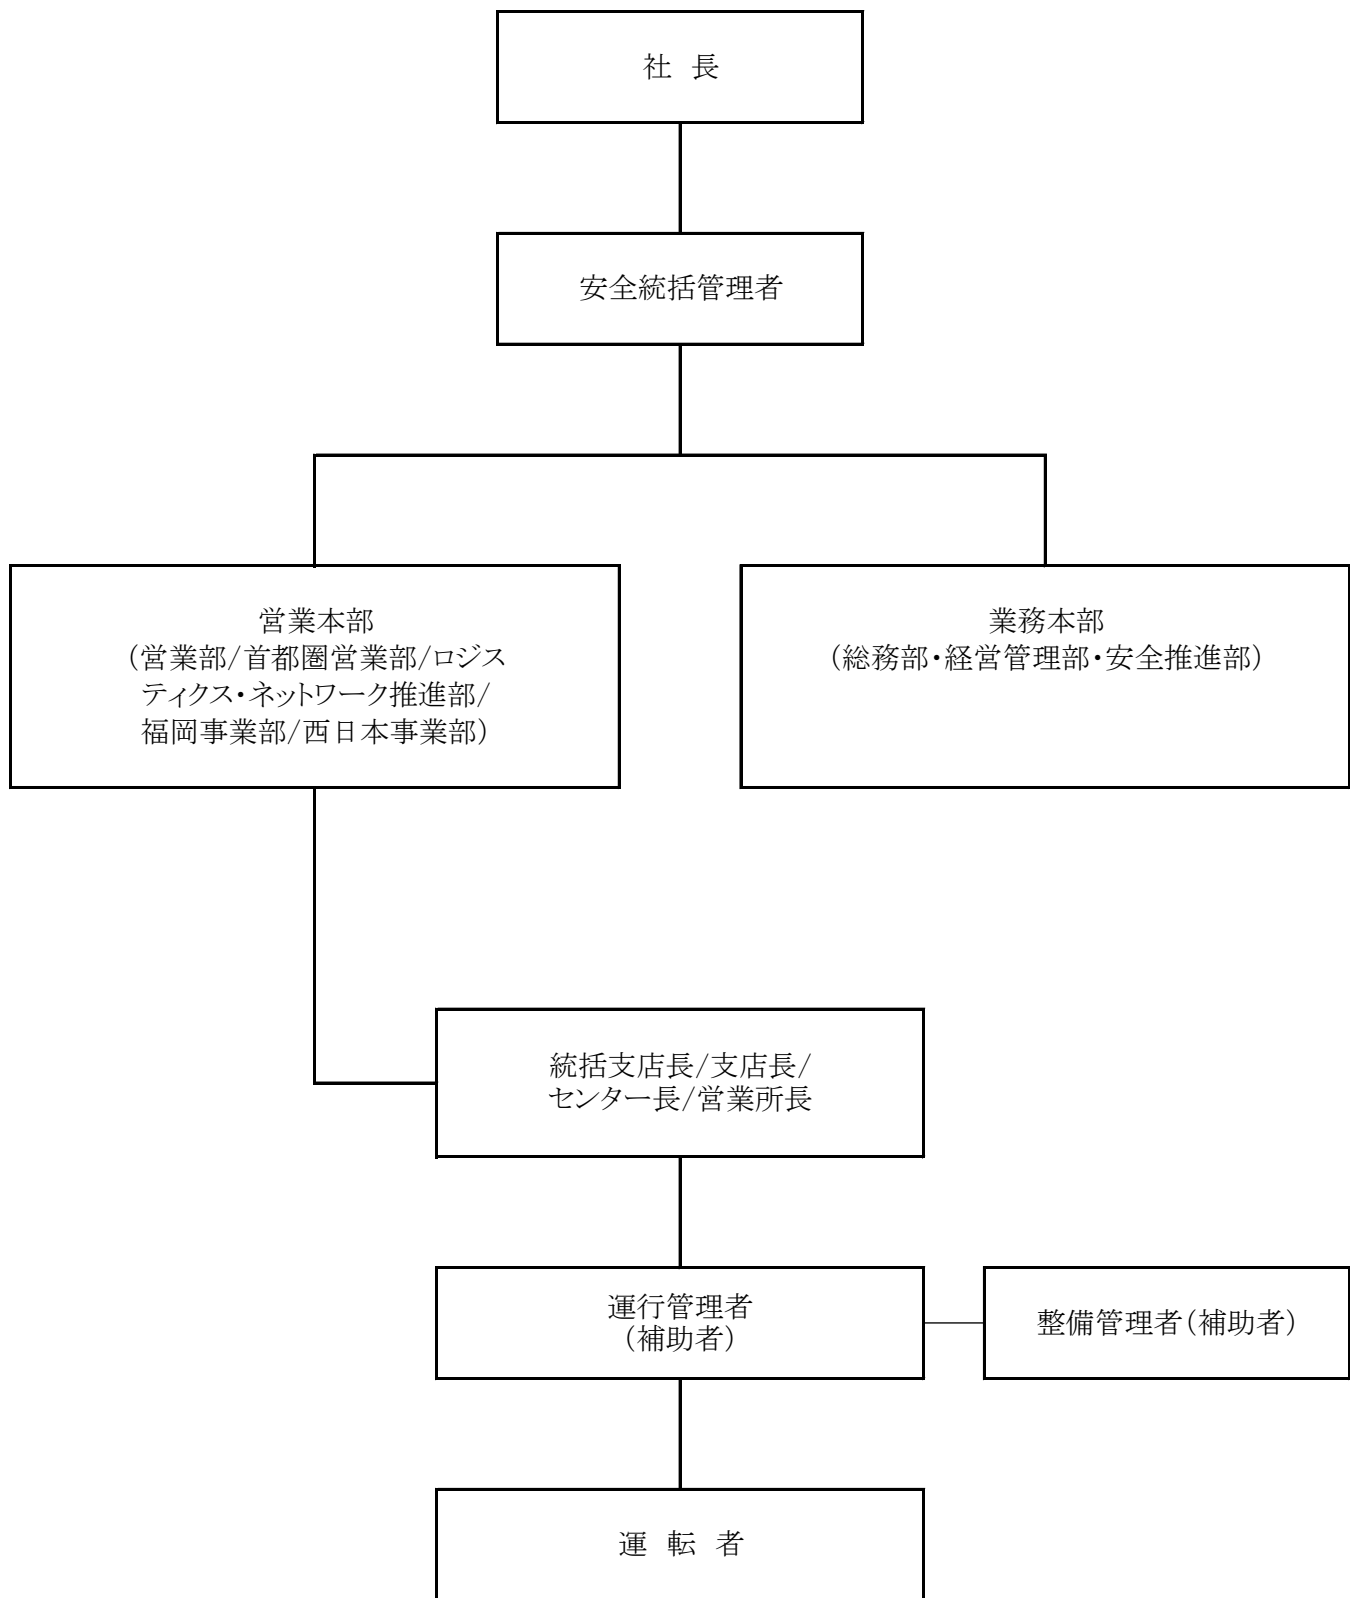 社 長
安全統括管理者
営業本部
(営業部/首都圏営業部/ロジス
ティクス・ネットワーク推進部/
福岡事業部/西日本事業部)
業務本部
(総務部・経営管理部・安全推進部)
統括支店長/支店長/
センター長/営業所長
運行管理者
(補助者)
整備管理者(補助者)
運 転 者